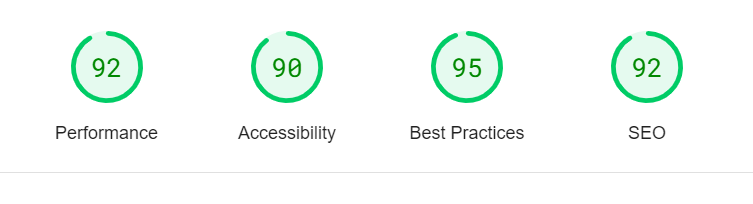 92 90 95 92
Performance Accessibility Best Practices SEO